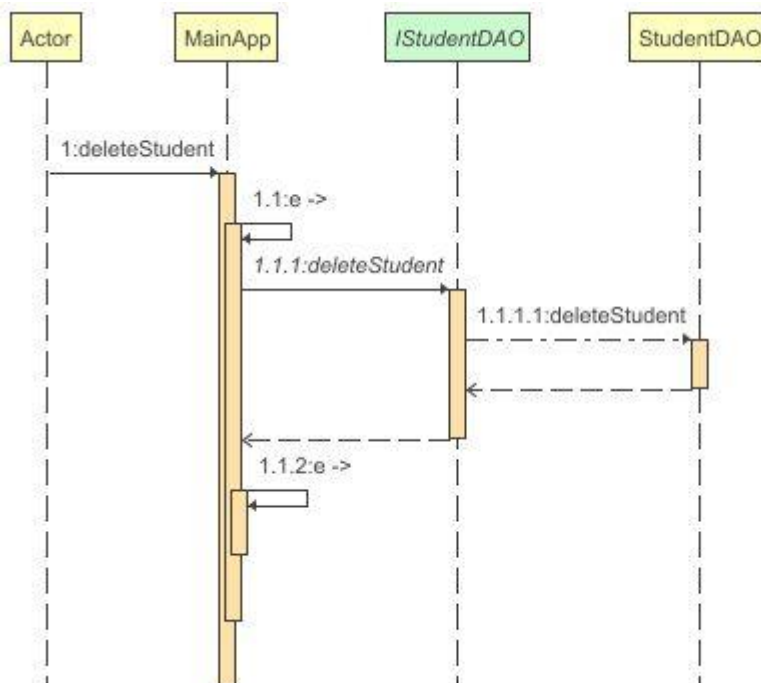 Actor
MainApp
IStudentDAO
StudentDAO
1:deleteStudent
1.1:e ->
1.1.1:deleteStudent
1.1.1.1:deleteStudent
1.1.2:e ->